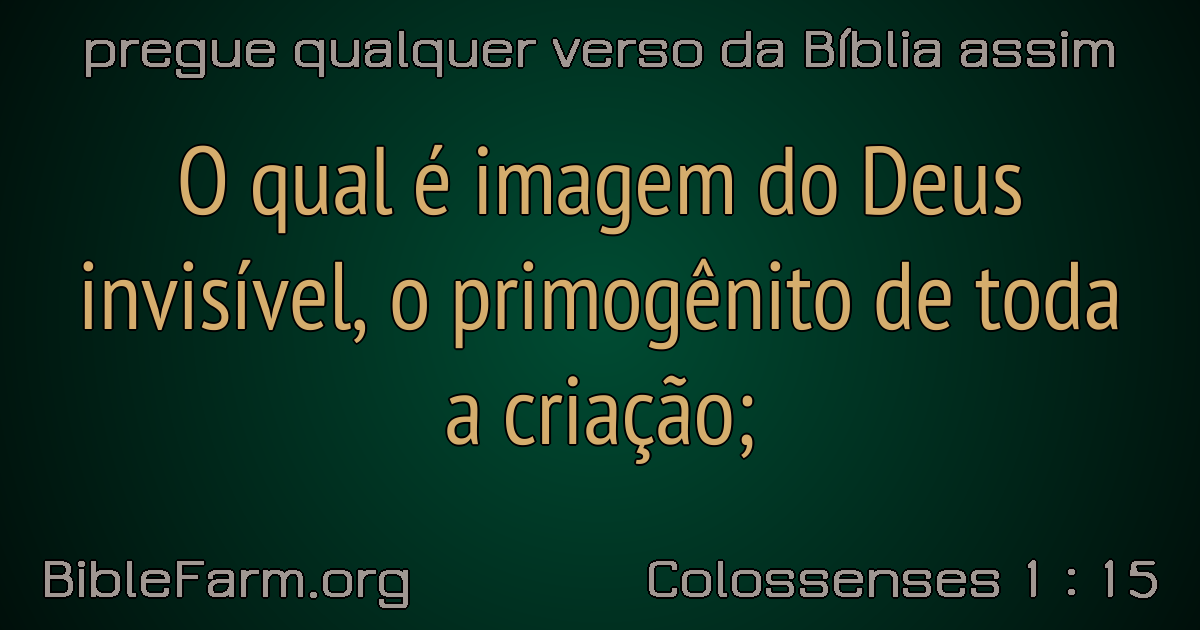 pregue qualquer verso da Bíblia assim
O qual é imagem do Deus
invisível, o primogênito de toda
a criação;
BibleFarm.org
Colossenses 1 : 15